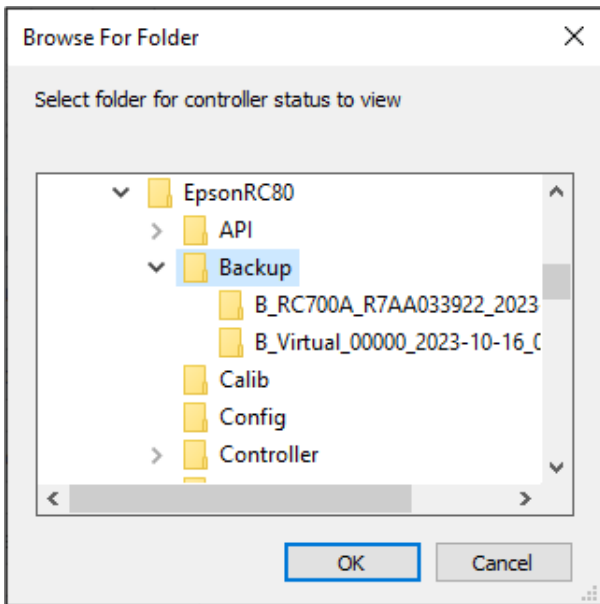 Browse For Folder
Select folder for controller status to view
EpsonRC80
API
Backup
B_RC700A_R7AA033922_2023-
B_Virtual_00000_2023-10-16_0
Calib
Config
Controller
OK
Cancel